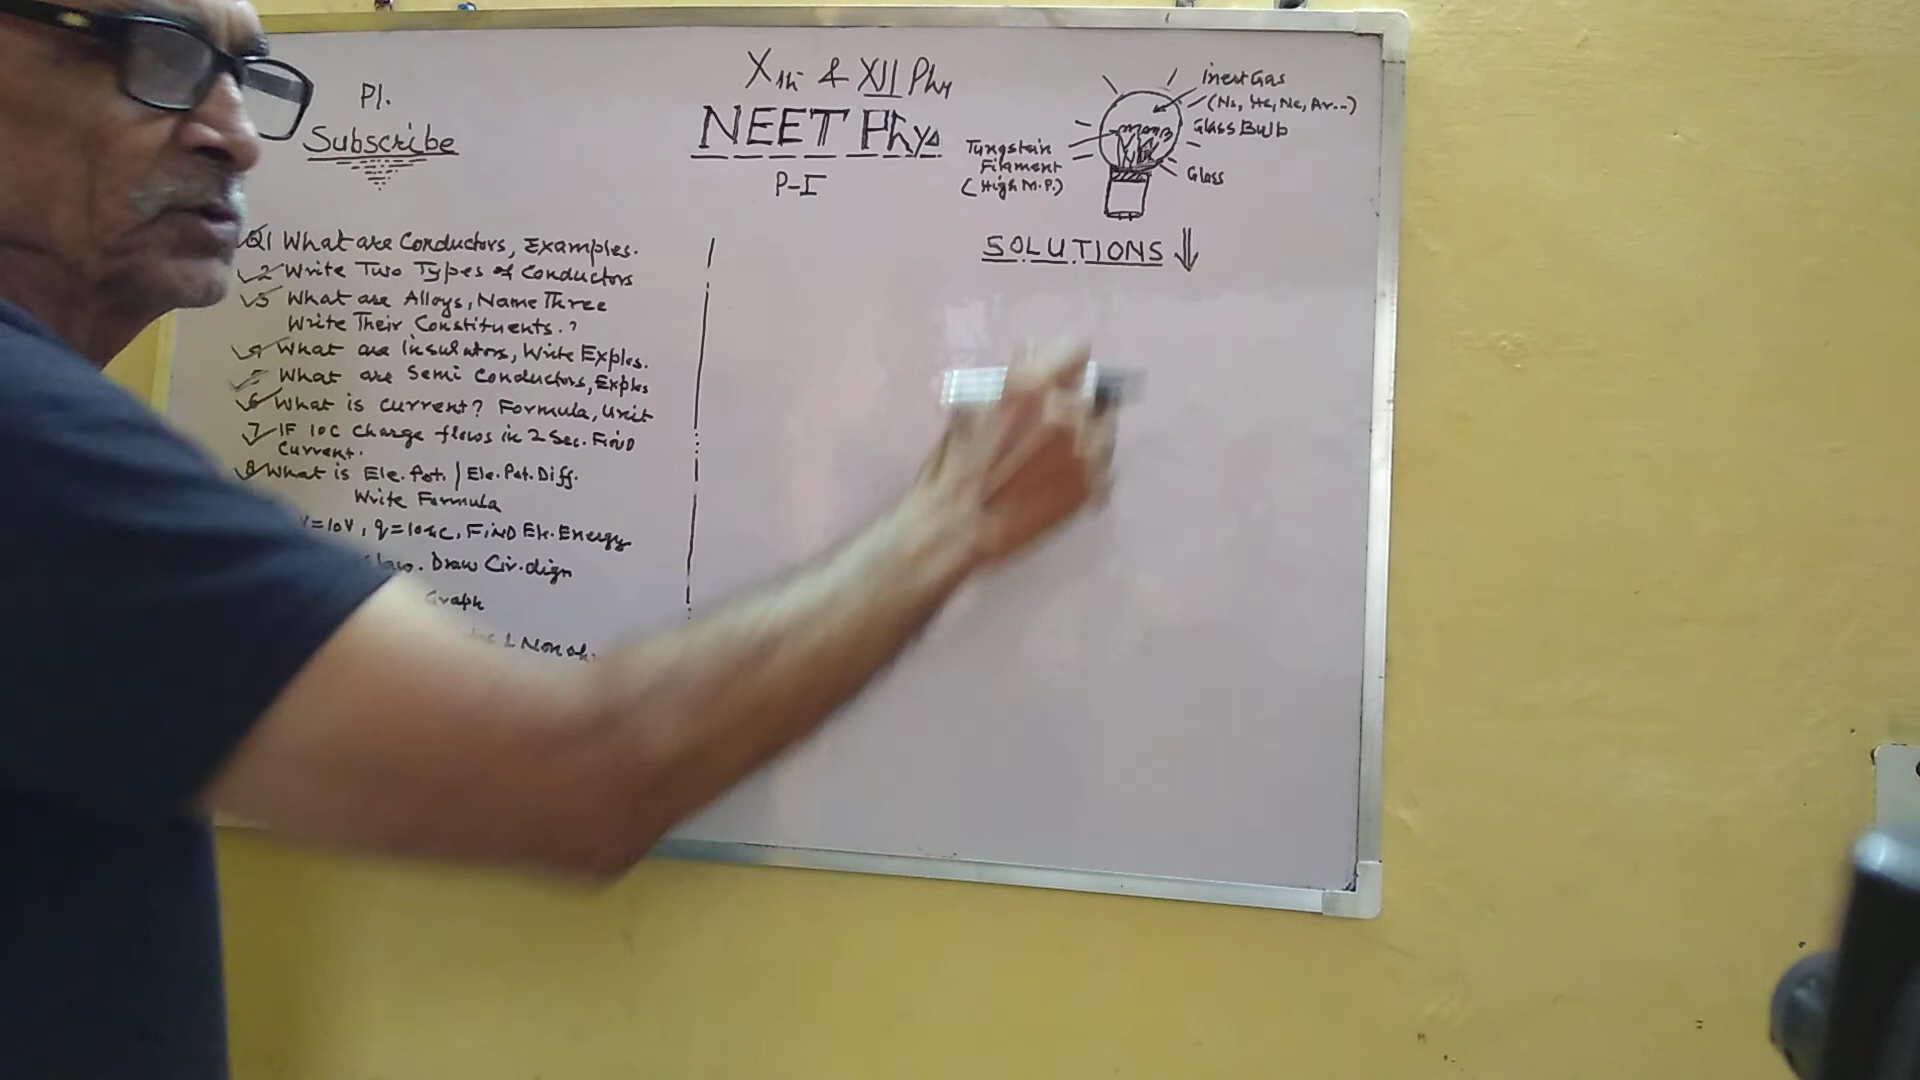 Xth & XII Phy
NEET Phys
P-I
Pl.
Subscribe
Inert Gas
(N2, He, Ne, Ar...)
Glass Bulb
Glass
Tungstain
Filament
(High M.P.)
SOLUTIONS
Q1 What are Conductors, Examples.
2 Write Two Types of Conductors
3 What are Alloys, Name Three
Write Their Constituents.?
4 What are Insulators, Write Exples.
5 What are Semi Conductors, Exples
6 What is current? Formula, Unit
7 IF 10C Charge flows in 2 Sec. FIND
Current.
8 What is Ele. Pot. / Ele. Pot. Diff.
Write Formula
V=10V, q=10uC, FIND Ele. Energy
law. Draw Cir. dign
Graph
& Non oh